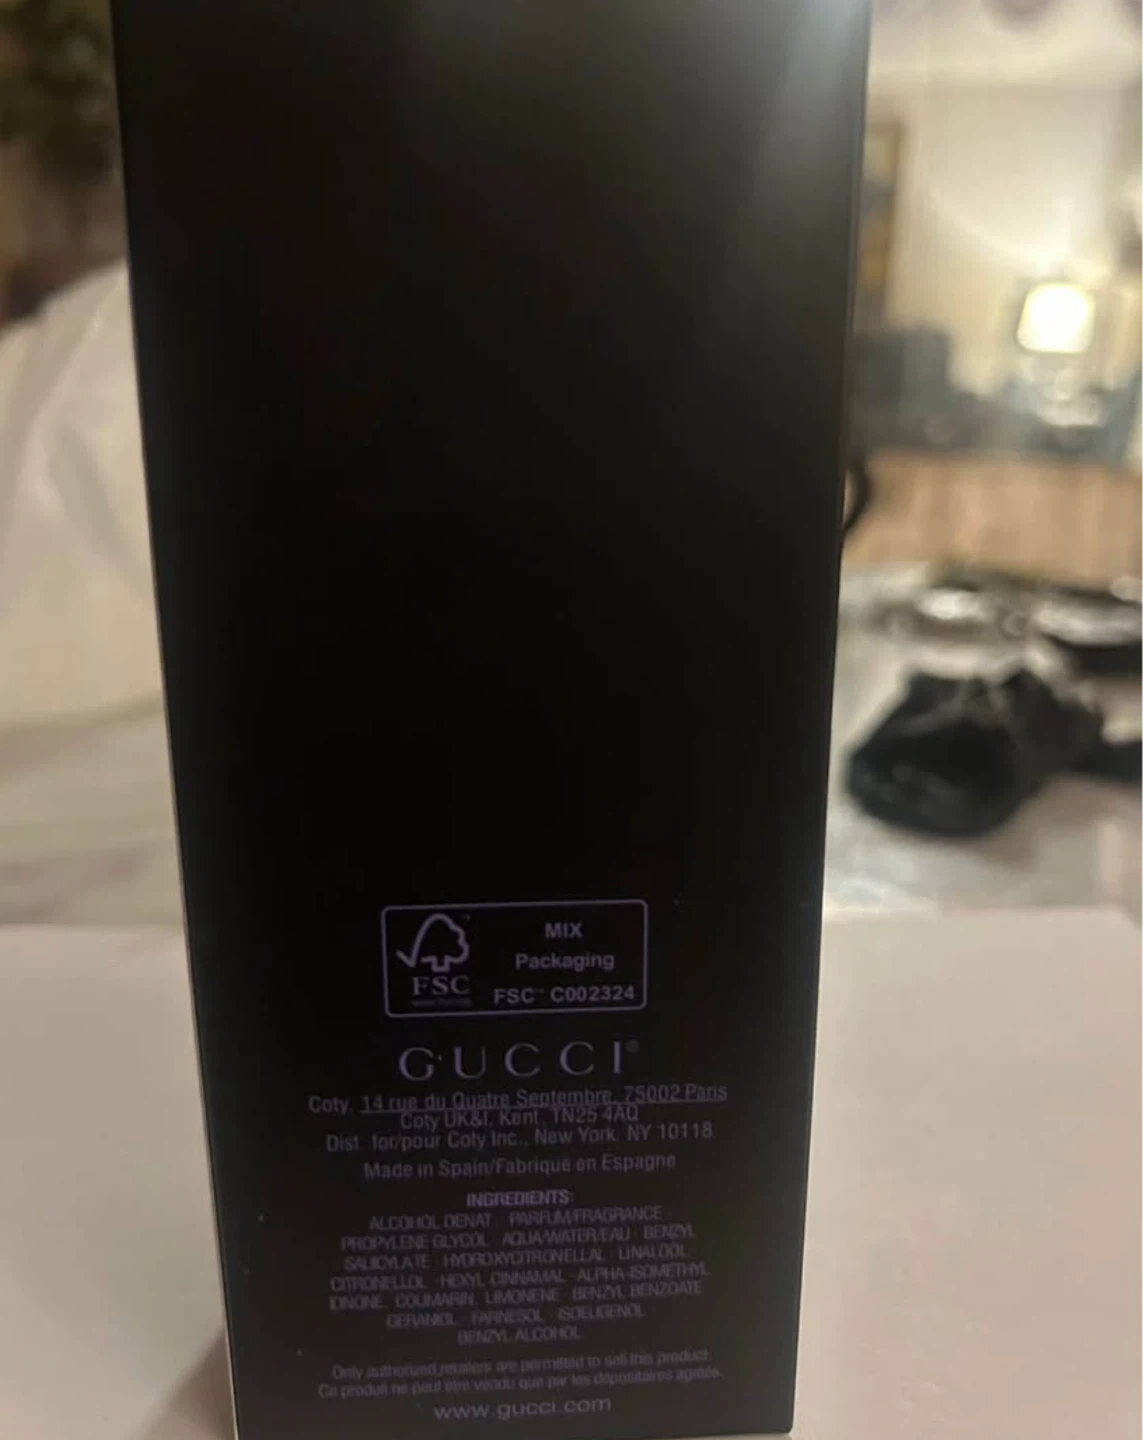 MIX
Packaging
FSC
FSC™ C002324
GUCCI®
Coty, 14 rue du Quatre Septembre, 75002 Paris
Coty UK&I, Kent, TN25 4AQ
Dist. for/pour Coty Inc., New York, NY 10118
Made in Spain/Fabriqué en Espagne
INGREDIENTS:
ALCOHOL DENAT · PARFUM/FRAGRANCE
PROPYLENE GLYCOL · AQUA/WATER/EAU · BENZYL
SALICYLATE · HYDROXYCITRONELLAL · LINALOOL
CITRONELLOL · HEXYL CINNAMAL · ALPHA-ISOMETHYL
IONONE · COUMARIN · LIMONENE · BENZYL BENZOATE
GERANIOL · FARNESOL · ISOEUGENOL
BENZYL ALCOHOL
Only authorized retailers are permitted to sell this product.
Ce produit ne peut être vendu que par les dépositaires agréés.
www.gucci.com